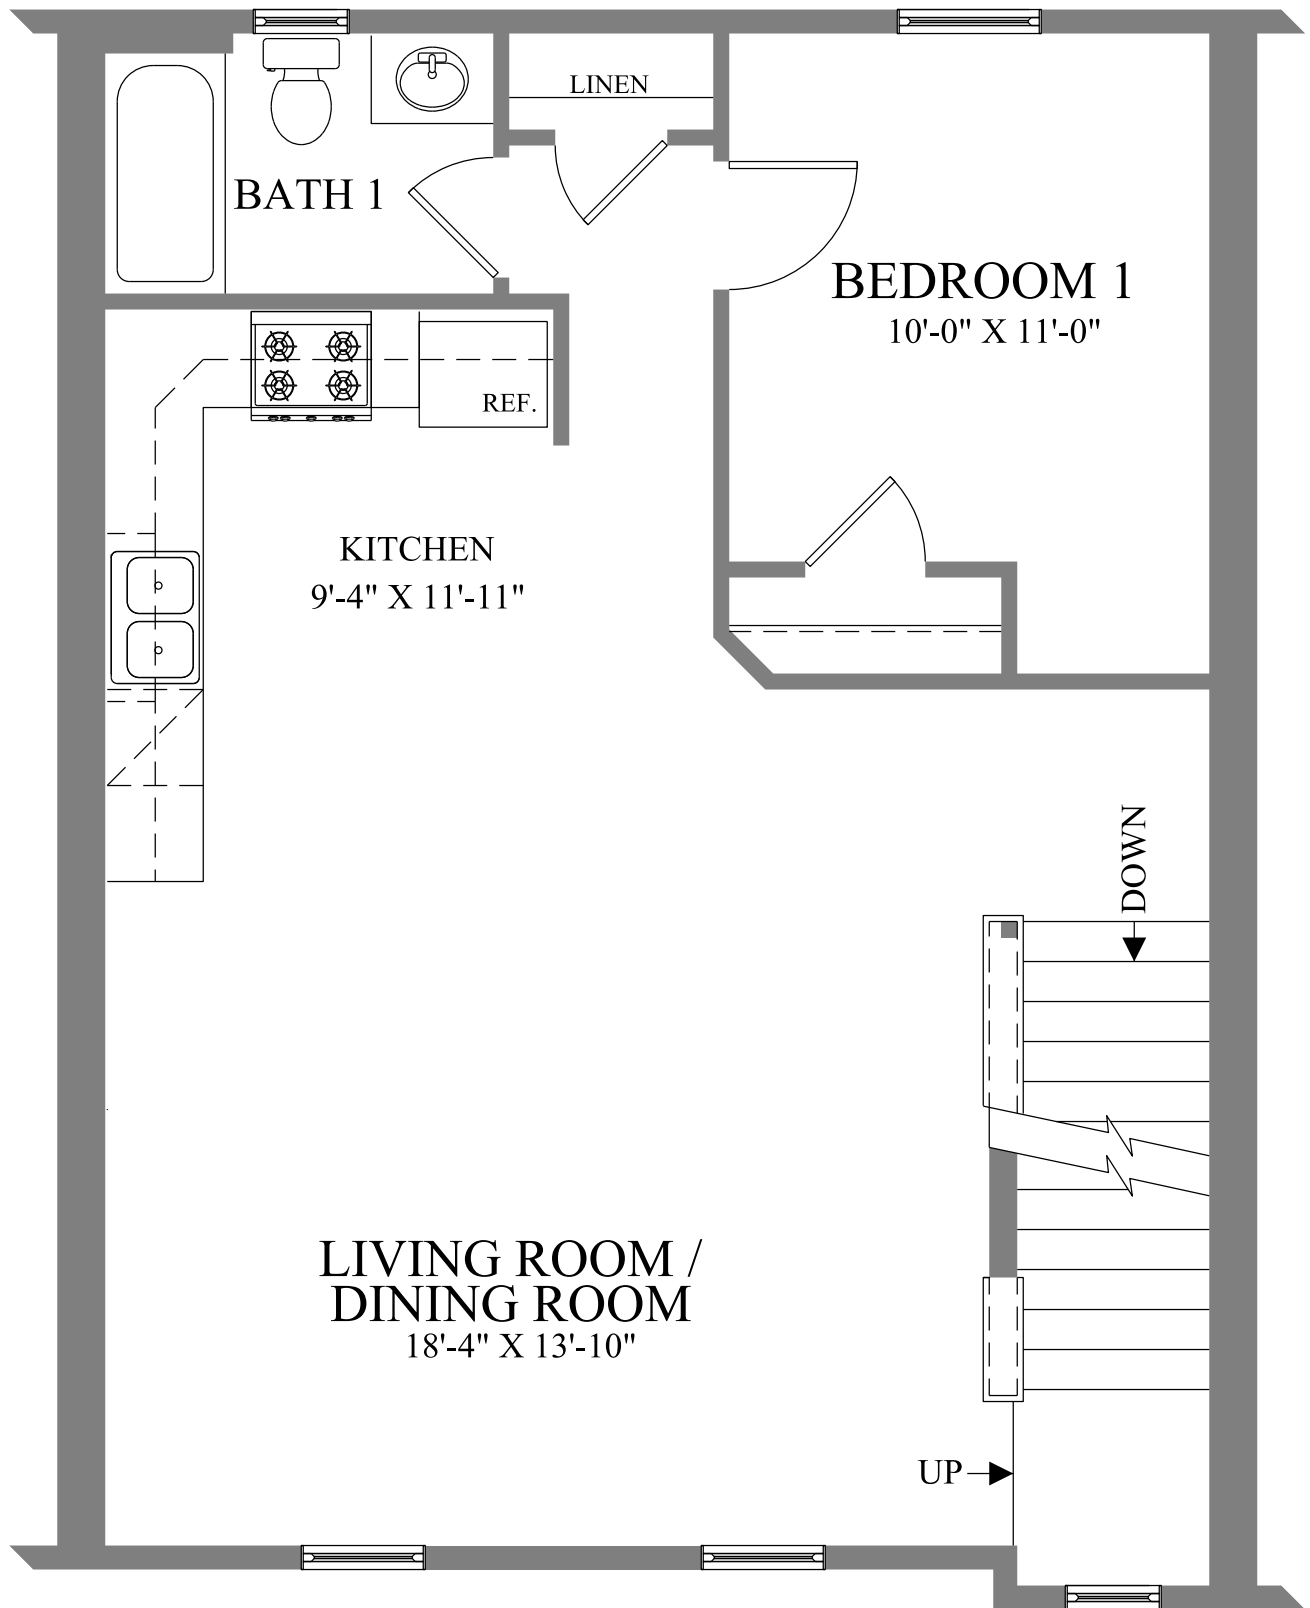 LINEN
BATH 1
BEDROOM 1
10'-0" X 11'-0"
REF.
KITCHEN
9'-4" X 11'-11"
DOWN
LIVING ROOM /
DINING ROOM
18'-4" X 13'-10"
UP